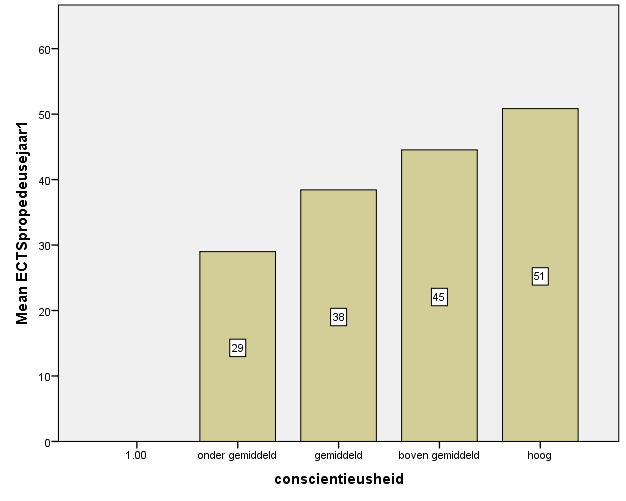 Mean ECTSpropedeusejaar1
60
50
40
30
20
10
0
29
38
45
51
1.00
onder gemiddeld
gemiddeld
boven gemiddeld
hoog
conscientieusheid